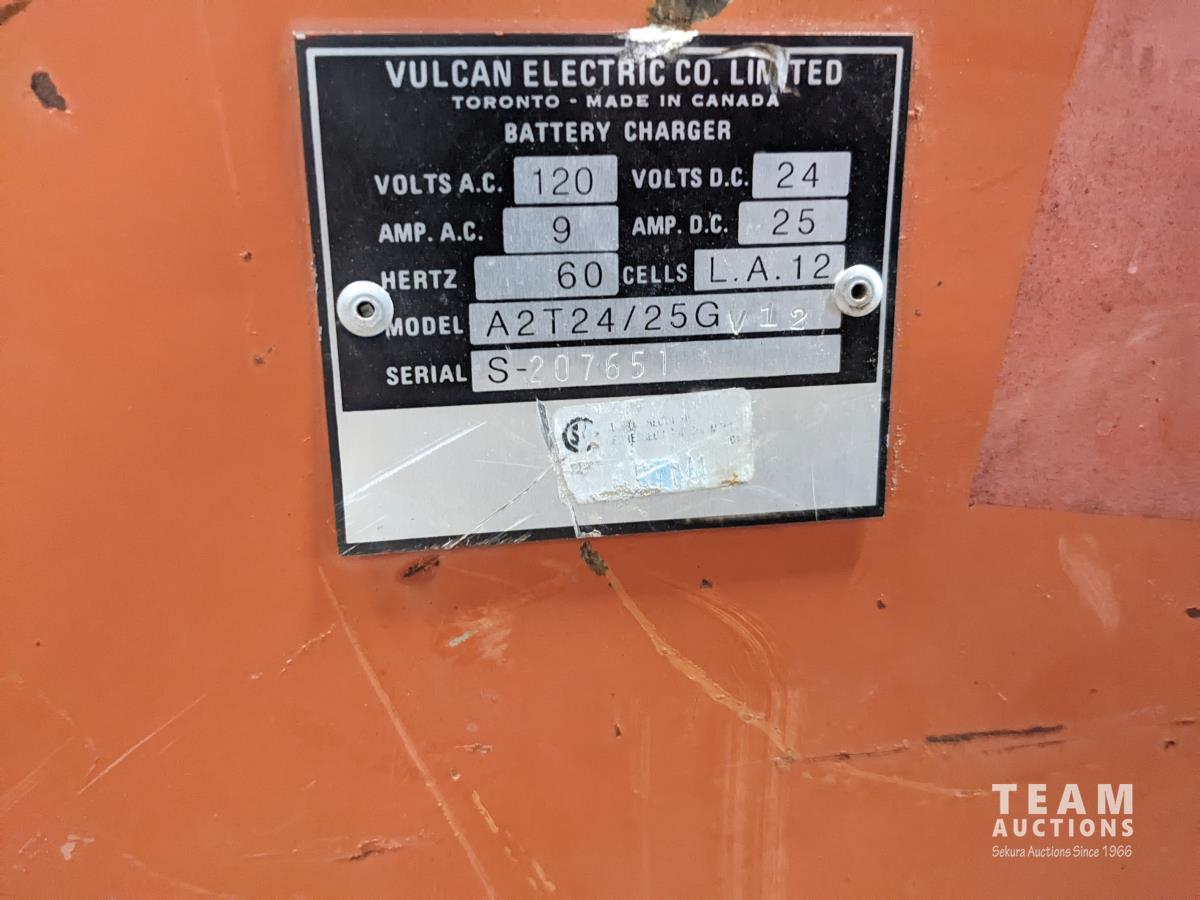 VULCAN ELECTRIC CO. LIMITED
TORONTO - MADE IN CANADA
BATTERY CHARGER
VOLTS A.C. 120 VOLTS D.C. 24
AMP. A.C. 9 AMP. D.C. 25
HERTZ 60 CELLS L.A.12
MODEL A2T24/25G V12
SERIAL S-207651
TEAM
AUCTIONS
Sekura Auctions Since 1966